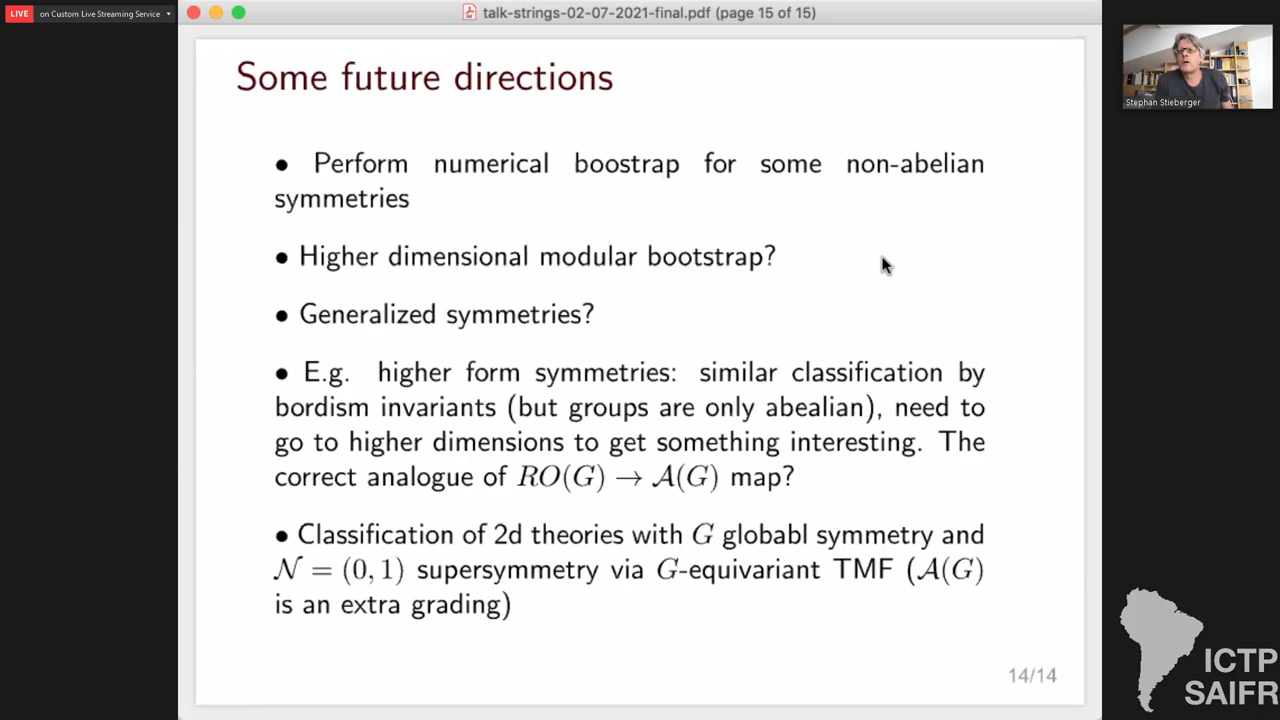 LIVE on Custom Live Streaming Service
talk-strings-02-07-2021-final.pdf (page 15 of 15)
Some future directions
• Perform numerical boostrap for some non-abelian
symmetries
• Higher dimensional modular bootstrap?
• Generalized symmetries?
• E.g. higher form symmetries: similar classification by
bordism invariants (but groups are only abealian), need to
go to higher dimensions to get something interesting. The
correct analogue of RO(G) → 𝒜(G) map?
• Classification of 2d theories with G globabl symmetry and
𝒩 = (0, 1) supersymmetry via G-equivariant TMF (𝒜(G)
is an extra grading)
14/14
Stephan Stieberger
ICTP
SAIFR